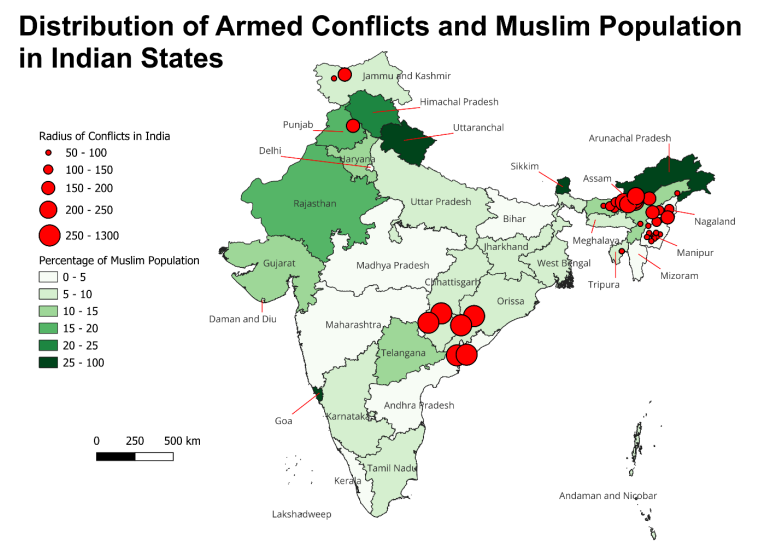 Distribution of Armed Conflicts and Muslim Population
in Indian States
Jammu and Kashmir
Himachal Pradesh
Punjab
Uttaranchal
Radius of Conflicts in India
50 - 100
100 - 150
150 - 200
200 - 250
250 - 1300
Percentage of Muslim Population
0 - 5
5 - 10
10 - 15
15 - 20
20 - 25
25 - 100
Arunachal Pradesh
Delhi
Haryana
Sikkim
Assam
Rajasthan
Uttar Pradesh
Bihar
Nagaland
Meghalaya
Jharkhand
Manipur
Gujarat
Madhya Pradesh
West Bengal
Mizoram
Chhattisgarh
Tripura
Orissa
Daman and Diu
Maharashtra
Telangana
Goa
Andhra Pradesh
Karnataka
0 250 500 km
Tamil Nadu
Kerala
Andaman and Nicobar
Lakshadweep